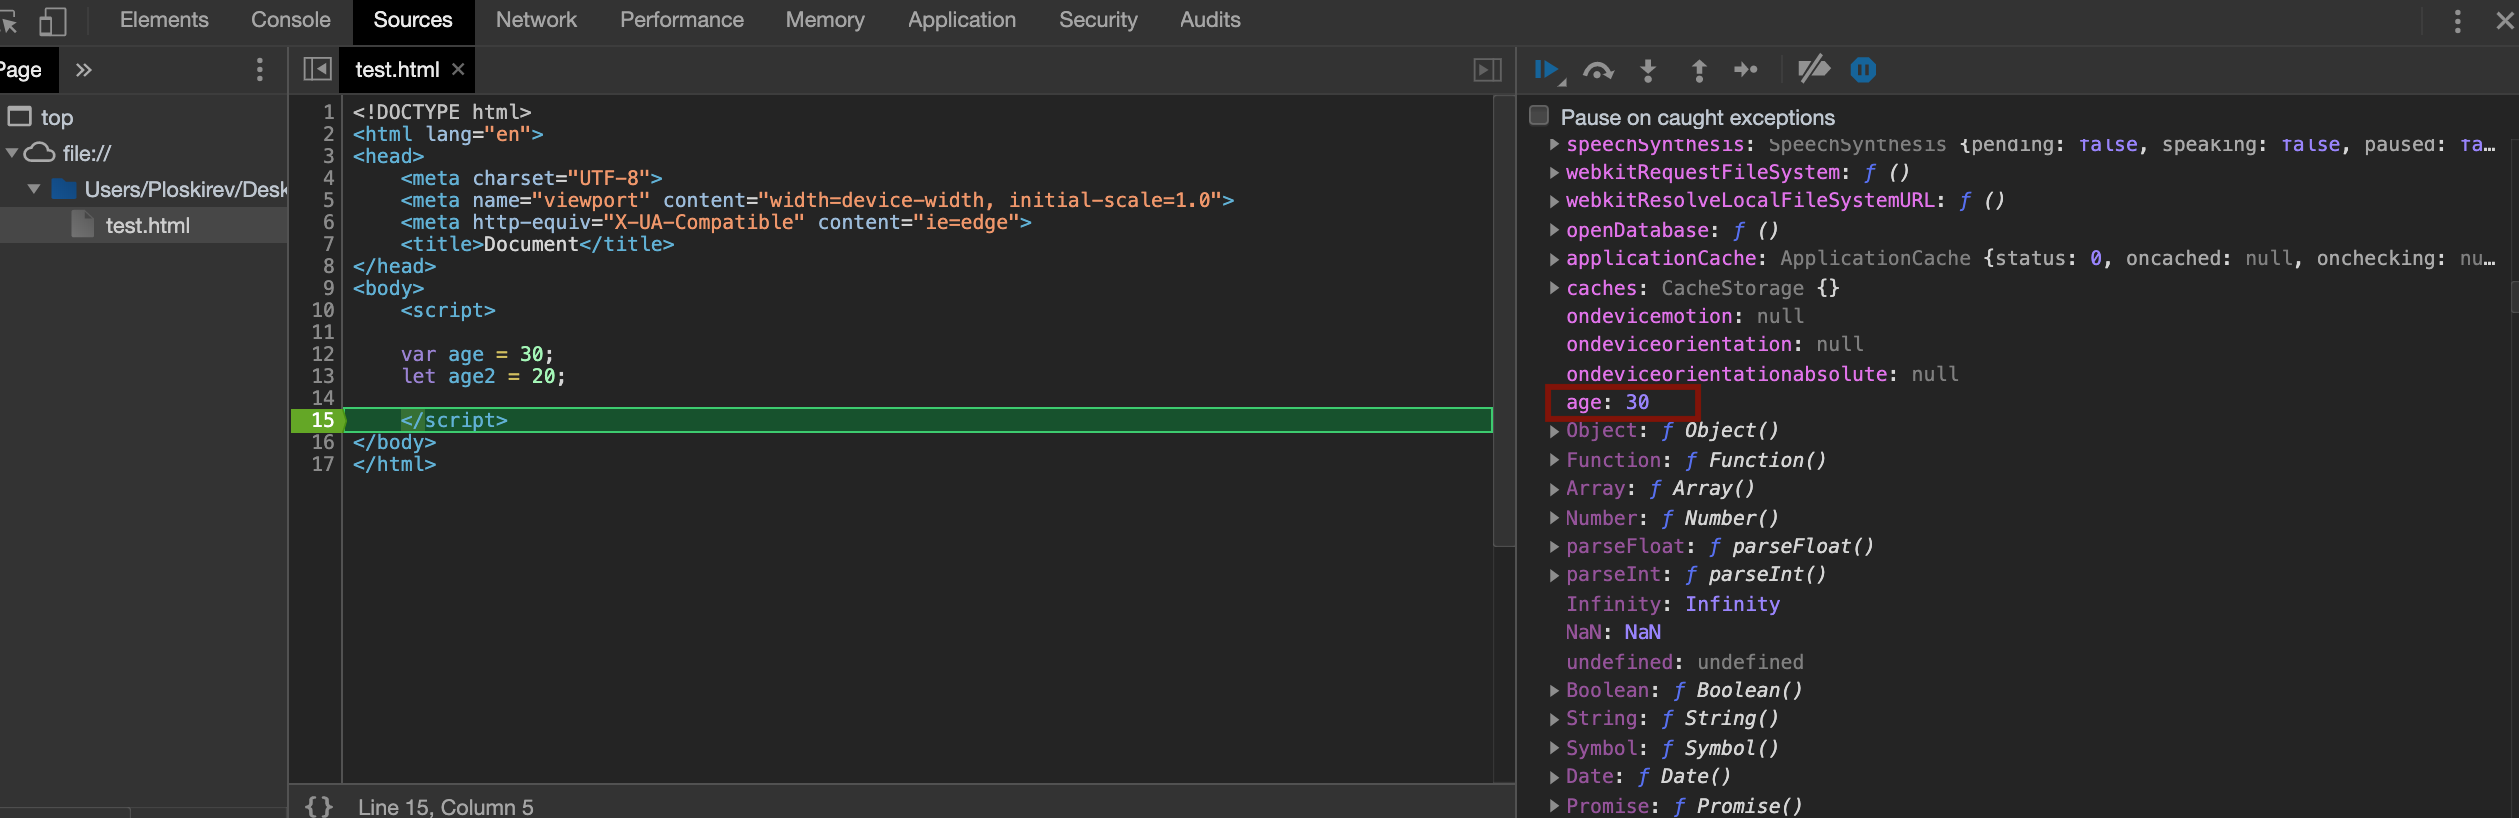 Elements Console Sources Network Performance Memory Application Security Audits
Page
top
file://
Users/Ploskirev/Desk
test.html
test.html
1 <!DOCTYPE html>
2 <html lang="en">
3 <head>
4 <meta charset="UTF-8">
5 <meta name="viewport" content="width=device-width, initial-scale=1.0">
6 <meta http-equiv="X-UA-Compatible" content="ie=edge">
7 <title>Document</title>
8 </head>
9 <body>
10 <script>
11
12 var age = 30;
13 let age2 = 20;
14
15 </script>
16 </body>
17 </html>
{} Line 15, Column 5
Pause on caught exceptions
speechSynthesis: SpeechSynthesis {pending: false, speaking: false, paused: fa…
webkitRequestFileSystem: ƒ ()
webkitResolveLocalFileSystemURL: ƒ ()
openDatabase: ƒ ()
applicationCache: ApplicationCache {status: 0, oncached: null, onchecking: nu…
caches: CacheStorage {}
ondevicemotion: null
ondeviceorientation: null
ondeviceorientationabsolute: null
age: 30
Object: ƒ Object()
Function: ƒ Function()
Array: ƒ Array()
Number: ƒ Number()
parseFloat: ƒ parseFloat()
parseInt: ƒ parseInt()
Infinity: Infinity
NaN: NaN
undefined: undefined
Boolean: ƒ Boolean()
String: ƒ String()
Symbol: ƒ Symbol()
Date: ƒ Date()
Promise: ƒ Promise()